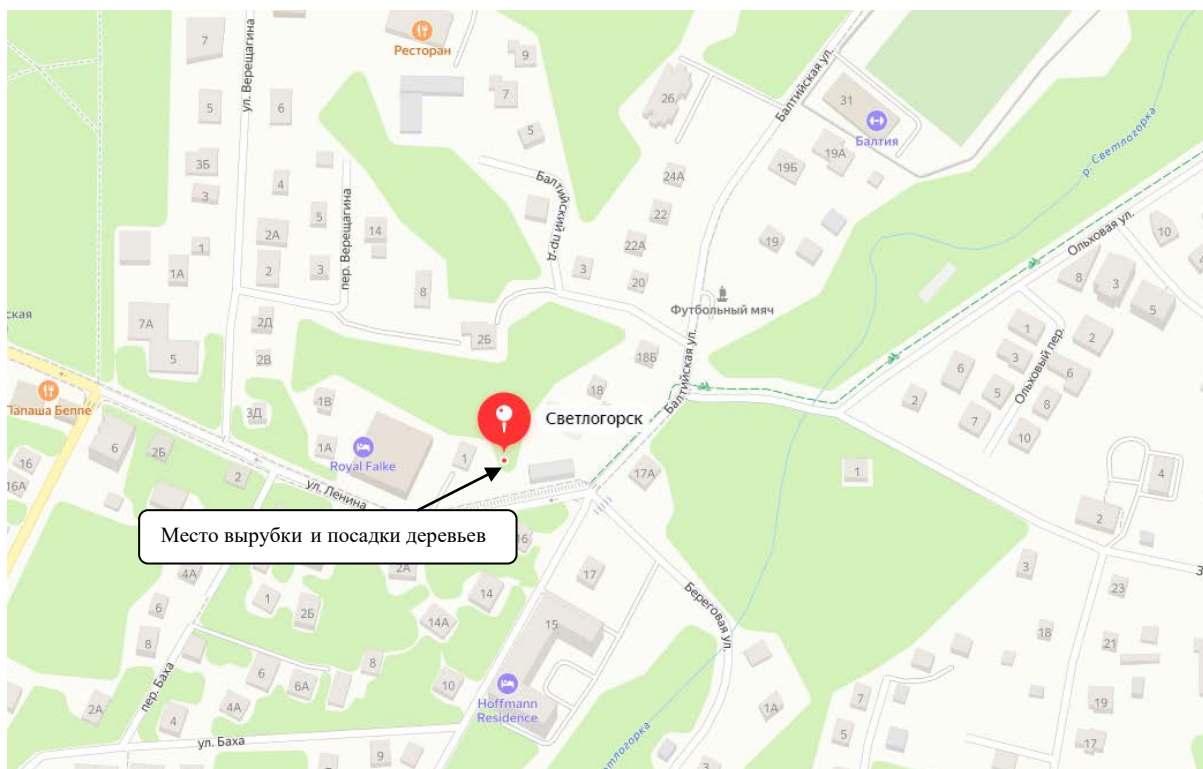 7
Ресторан
9
26
Балтийская ул.
31
Балтия
ул. Верещагина
5
6
7
5
19Б
19А
р. Светлогорка
3Б
3
4
24А
Балтийский пр-д
5
14
22
пер. Верещагина
2А
22А
19
Ольховая ул.
10
1
1А
2
3
8
3
20
8
3
5
Футбольный мяч
ская
7А
2Д
2Б
18Б
Балтийская ул.
1
2
Ольховый пер.
5
2В
3
6
6
18
5
8
2
7
Папаша Беппе
1В
3Д
Светлогорск
10
6
2Б
1А
Royal Falke
1
17А
1
4
16
16А
2
ул. Ленина
2
Место вырубки и посадки деревьев
16
4А
2А
17
3
З
23
6
1
2Б
14
14А
15
Береговая ул.
18
21
8
8
пер. Баха
6
6А
10
Hoffmann
Residence
7
19
2А
4
4А
1А
5
17
ул. Баха
9
Светлогорка